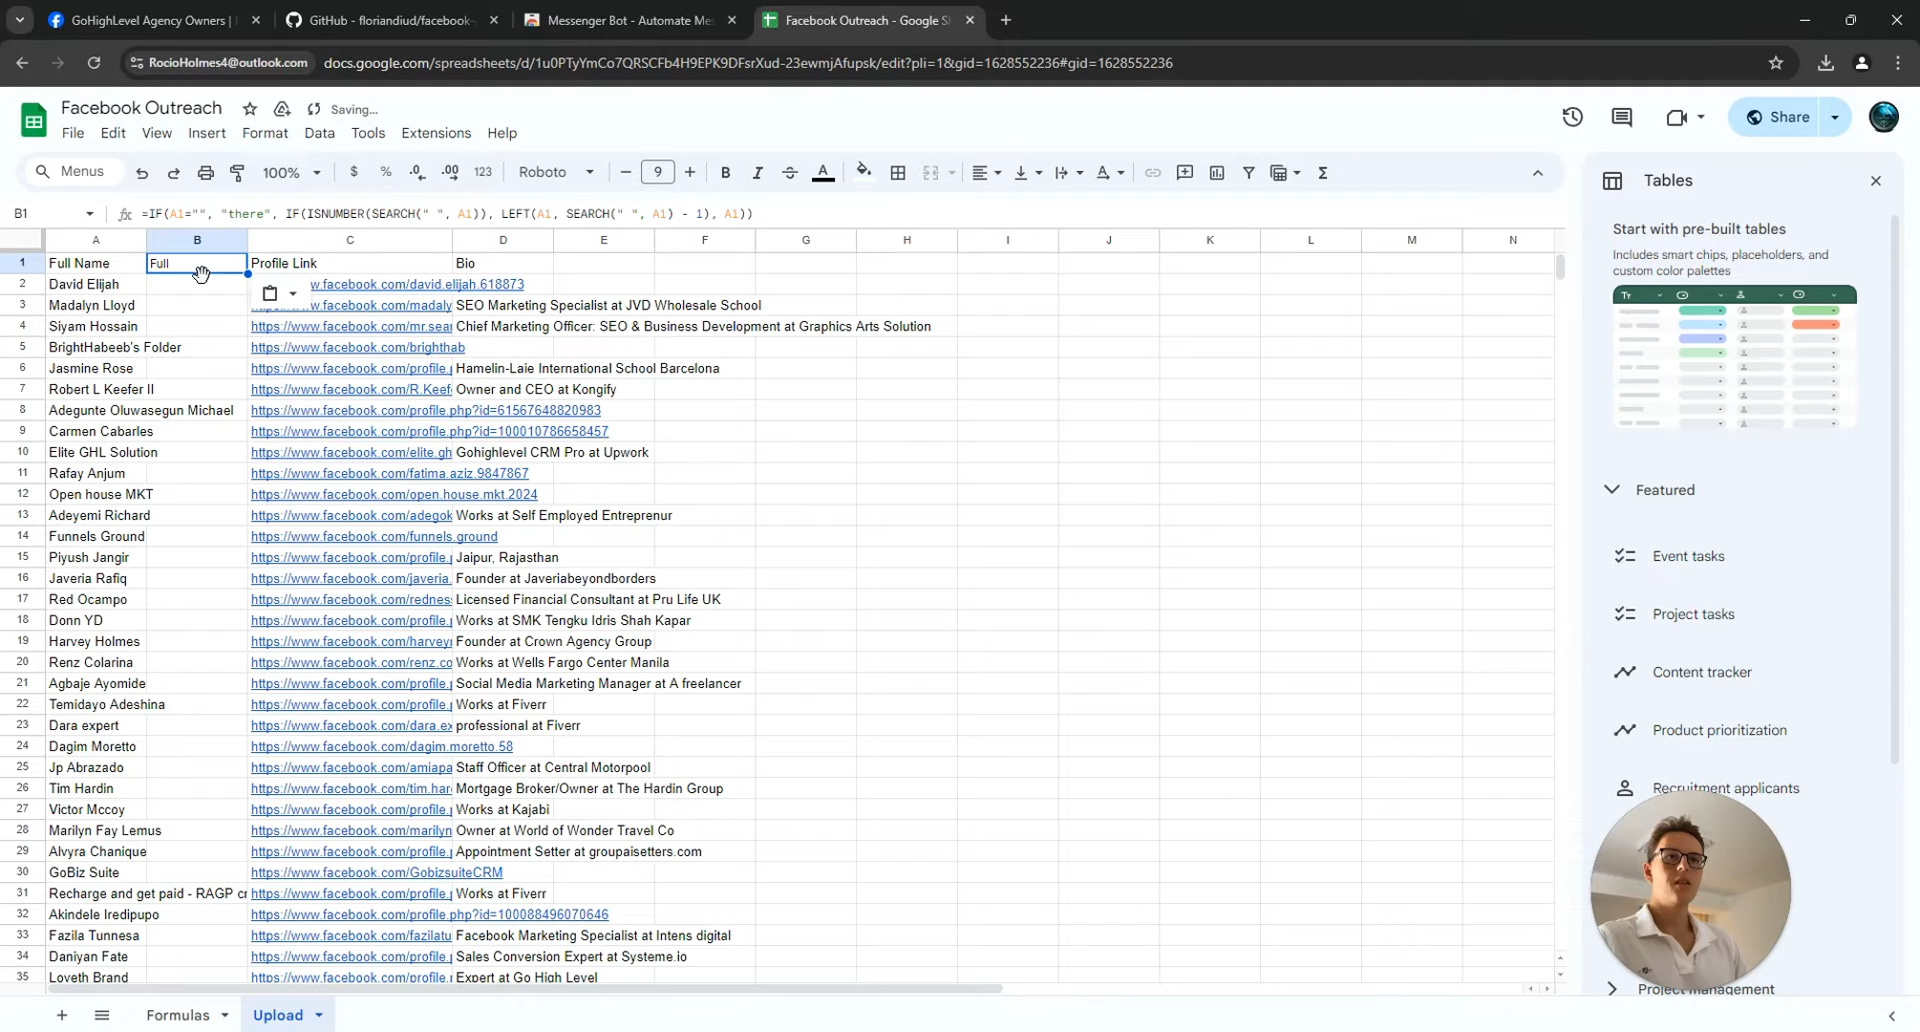 GoHighLevel Agency Owners |
GitHub - floriandiud/facebook-
Messenger Bot - Automate Me
Facebook Outreach - Google S
RocioHolmes4@outlook.com docs.google.com/spreadsheets/d/1u0PTyYmCo7QRSCFb4H9EPK9DFsrXud-23ewmjAfupsk/edit?pli=1&gid=1628552236#gid=1628552236
Facebook Outreach Saving...
File Edit View Insert Format Data Tools Extensions Help
Share
Menus 100% $ % .0 .00 123 Roboto 9 B I A
B1 fx =IF(A1="", "there", IF(ISNUMBER(SEARCH(" ", A1)), LEFT(A1, SEARCH(" ", A1) - 1), A1))
A B C D E F G H I J K L M N
1 Full Name Full Profile Link Bio
2 David Elijah w.facebook.com/david.elijah.618873
3 Madalyn Lloyd w.facebook.com/madaly SEO Marketing Specialist at JVD Wholesale School
4 Siyam Hossain https://www.facebook.com/mr.sear Chief Marketing Officer: SEO & Business Development at Graphics Arts Solution
5 BrightHabeeb's Folder https://www.facebook.com/brighthab
6 Jasmine Rose https://www.facebook.com/profile.p Hamelin-Laie International School Barcelona
7 Robert L Keefer II https://www.facebook.com/R.Keef Owner and CEO at Kongify
8 Adegunte Oluwasegun Michael https://www.facebook.com/profile.php?id=61567648820983
9 Carmen Cabarles https://www.facebook.com/profile.php?id=100010786658457
10 Elite GHL Solution https://www.facebook.com/elite.gh Gohighlevel CRM Pro at Upwork
11 Rafay Anjum https://www.facebook.com/fatima.aziz.9847867
12 Open house MKT https://www.facebook.com/open.house.mkt.2024
13 Adeyemi Richard https://www.facebook.com/adegok Works at Self Employed Entreprenur
14 Funnels Ground https://www.facebook.com/funnels.ground
15 Piyush Jangir https://www.facebook.com/profile.p Jaipur, Rajasthan
16 Javeria Rafiq https://www.facebook.com/javeria. Founder at Javeriabeyondborders
17 Red Ocampo https://www.facebook.com/rednes Licensed Financial Consultant at Pru Life UK
18 Donn YD https://www.facebook.com/profile.p Works at SMK Tengku Idris Shah Kapar
19 Harvey Holmes https://www.facebook.com/harvey Founder at Crown Agency Group
20 Renz Colarina https://www.facebook.com/renz.co Works at Wells Fargo Center Manila
21 Agbaje Ayomide https://www.facebook.com/profile.p Social Media Marketing Manager at A freelancer
22 Temidayo Adeshina https://www.facebook.com/profile.p Works at Fiverr
23 Dara expert https://www.facebook.com/dara.ex professional at Fiverr
24 Dagim Moretto https://www.facebook.com/dagim.moretto.58
25 Jp Abrazado https://www.facebook.com/amiapa Staff Officer at Central Motorpool
26 Tim Hardin https://www.facebook.com/tim.har Mortgage Broker/Owner at The Hardin Group
27 Victor Mccoy https://www.facebook.com/profile.p Works at Kajabi
28 Marilyn Fay Lemus https://www.facebook.com/marilyn Owner at World of Wonder Travel Co
29 Alvyra Chanique https://www.facebook.com/profile.p Appointment Setter at groupaisetters.com
30 GoBiz Suite https://www.facebook.com/GobizsuiteCRM
31 Recharge and get paid - RAGP cr https://www.facebook.com/profile.p Works at Fiverr
32 Akindele Iredipupo https://www.facebook.com/profile.php?id=100088496070646
33 Fazila Tunnesa https://www.facebook.com/fazilatu Facebook Marketing Specialist at Intens digital
34 Daniyan Fate https://www.facebook.com/profile.p Sales Conversion Expert at Systeme.io
35 Loveth Brand https://www.facebook.com/profile.p Expert at Go High Level
Formulas Upload
Tables
Start with pre-built tables
Includes smart chips, placeholders, and
custom color palettes
Featured
Event tasks
Project tasks
Content tracker
Product prioritization
Recruitment applicants
Project management